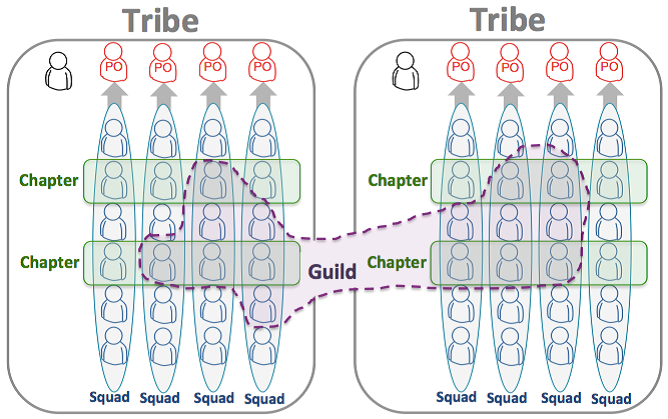 Tribe Tribe
PO PO PO PO PO PO PO PO
Chapter Chapter
Chapter Guild Chapter
Squad Squad Squad Squad Squad Squad Squad Squad